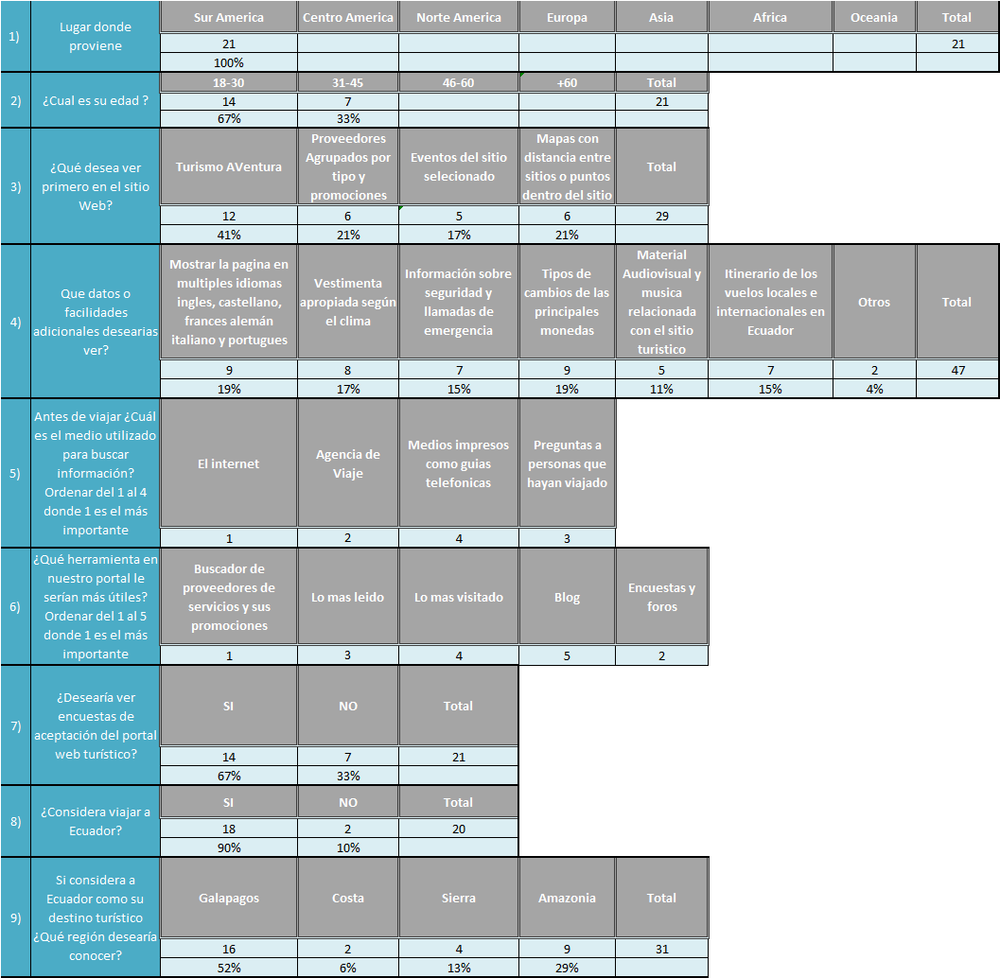 1)
Lugar donde
proviene
Sur America Centro America Norte America Europa Asia Africa Oceania Total
21 21
100%
2)
¿Cual es su edad ?
18-30 31-45 46-60 +60 Total
14 7 21
67% 33%
3)
¿Qué desea ver
primero en el sitio
Web?
Turismo AVentura
Proveedores
Agrupados por
tipo y
promociones
Eventos del sitio
selecionado
Mapas con
distancia entre
sitios o puntos
dentro del sitio
Total
12 6 5 6 29
41% 21% 17% 21%
4)
Que datos o
facilidades
adicionales desearias
ver?
Mostrar la pagina en
multiples idiomas
ingles, castellano,
frances alemán
italiano y portugues
Vestimenta
apropiada según
el clima
Información sobre
seguridad y
llamadas de
emergencia
Tipos de
cambios de las
principales
monedas
Material
Audiovisual y
musica
relacionada
con el sitio
turistico
Itinerario de los
vuelos locales e
internacionales en
Ecuador
Otros
Total
9 8 7 9 5 7 2 47
19% 17% 15% 19% 11% 15% 4%
5)
Antes de viajar ¿Cuál
es el medio utilizado
para buscar
información?
Ordenar del 1 al 4
donde 1 es el más
importante
El internet
Agencia de
Viaje
Medios impresos
como guias
telefonicas
Preguntas a
personas que
hayan viajado
1 2 4 3
6)
¿Qué herramienta en
nuestro portal le
serían más útiles?
Ordenar del 1 al 5
donde 1 es el más
importante
Buscador de
proveedores de
servicios y sus
promociones
Lo mas leido
Lo mas visitado
Blog
Encuestas y
foros
1 3 4 5 2
7)
¿Desearía ver
encuestas de
aceptación del portal
web turístico?
SI NO Total
14 7 21
67% 33%
8)
¿Considera viajar a
Ecuador?
SI NO Total
18 2 20
90% 10%
9)
Si considera a
Ecuador como su
destino turístico
¿Qué región desearía
conocer?
Galapagos Costa Sierra Amazonia Total
16 2 4 9 31
52% 6% 13% 29%